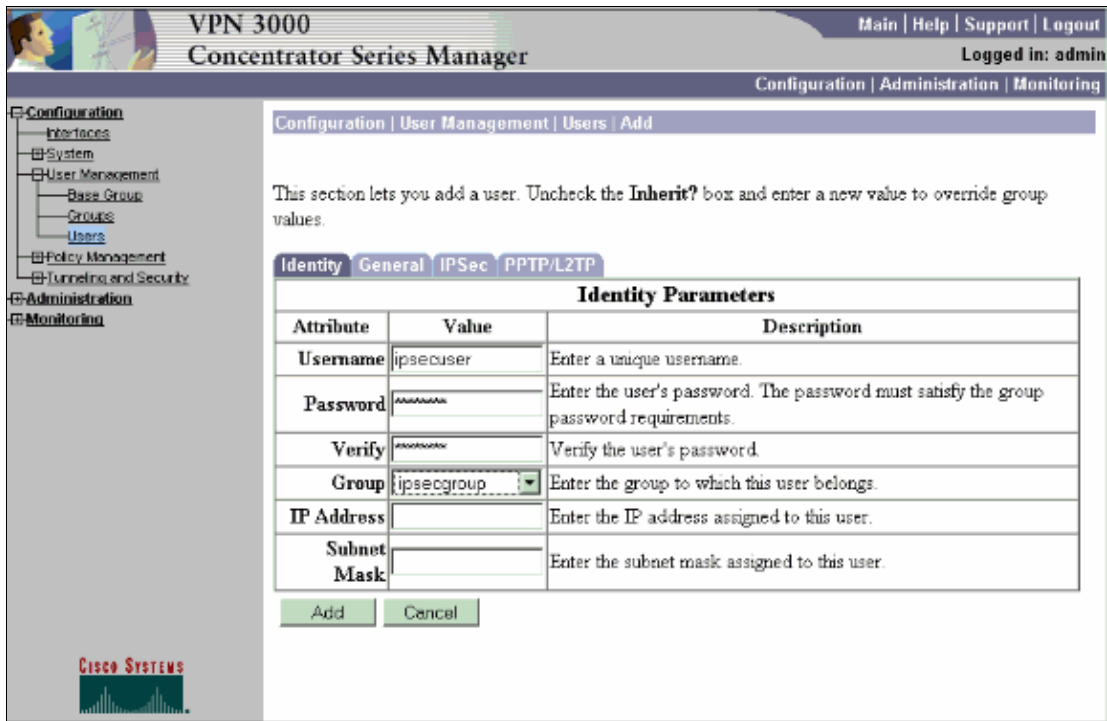 VPN 3000
Concentrator Series Manager
Main | Help | Support | Logout
Logged in: admin
Configuration | Administration | Monitoring
Configuration
Interfaces
System
User Management
Base Group
Groups
Users
Policy Management
Tunneling and Security
Administration
Monitoring
Configuration | User Management | Users | Add
This section lets you add a user. Uncheck the Inherit? box and enter a new value to override group
values.
Identity General IPSec PPTP/L2TP
Identity Parameters
Attribute Value Description
Username ipsecuser Enter a unique username.
Password ******** Enter the user's password. The password must satisfy the group
password requirements.
Verify ******** Verify the user's password.
Group ipsecgroup Enter the group to which this user belongs.
IP Address Enter the IP address assigned to this user.
Subnet
Mask Enter the subnet mask assigned to this user.
Add Cancel
CISCO SYSTEMS